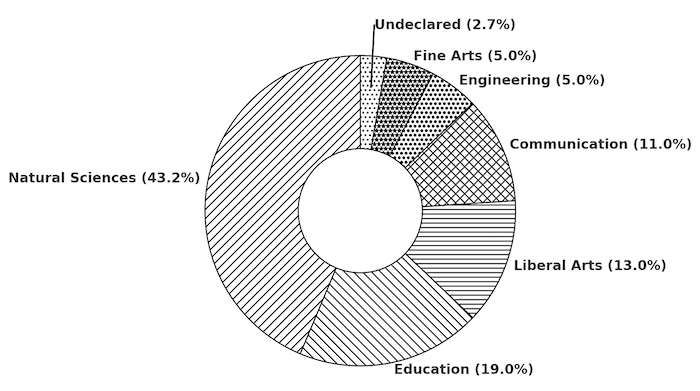 Undeclared (2.7%)
Fine Arts (5.0%)
Engineering (5.0%)
Communication (11.0%)
Natural Sciences (43.2%)
Liberal Arts (13.0%)
Education (19.0%)